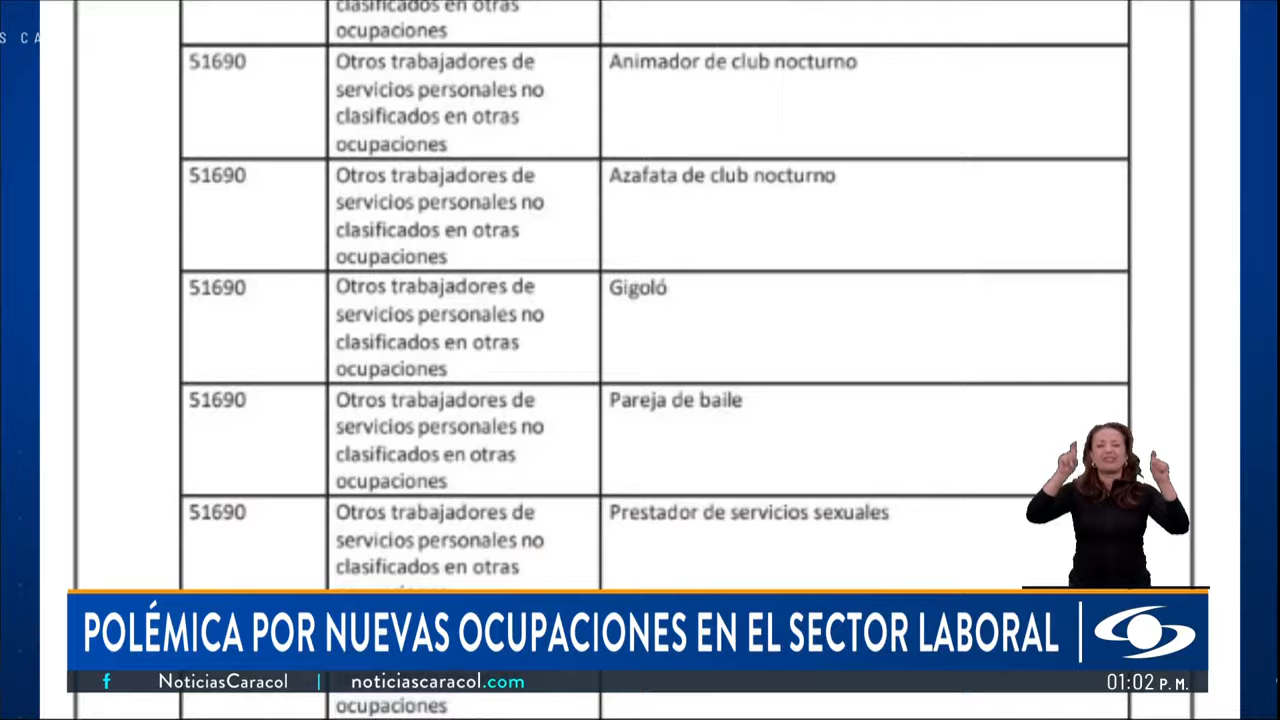 clasificados en otras
ocupaciones
S CA
51690
Otros trabajadores de
servicios personales no
clasificados en otras
ocupaciones
Animador de club nocturno
51690
Otros trabajadores de
servicios personales no
clasificados en otras
ocupaciones
Azafata de club nocturno
51690
Otros trabajadores de
servicios personales no
clasificados en otras
ocupaciones
Gigoló
51690
Otros trabajadores de
servicios personales no
clasificados en otras
ocupaciones
Pareja de baile
51690
Otros trabajadores de
servicios personales no
clasificados en otras
Prestador de servicios sexuales
POLÉMICA POR NUEVAS OCUPACIONES EN EL SECTOR LABORAL
f NoticiasCaracol | noticiascaracol.com
01:02 P. M.
ocupaciones